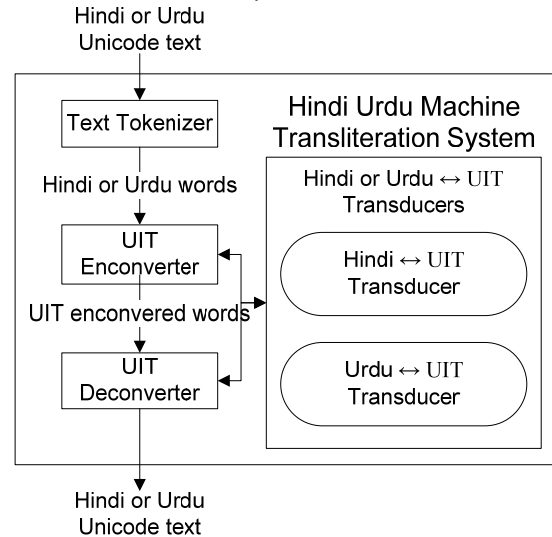 Hindi or Urdu
Unicode text
Text Tokenizer
Hindi or Urdu words
UIT
Enconverter
UIT enconvered words
UIT
Deconverter
Hindi or Urdu
Unicode text
Hindi Urdu Machine
Transliteration System
Hindi or Urdu ↔ UIT
Transducers
Hindi ↔ UIT
Transducer
Urdu ↔ UIT
Transducer